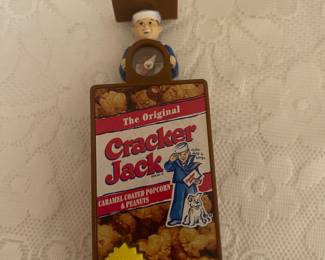 The Original
Cracker
Jack
CARAMEL COATED POPCORN
& PEANUTS